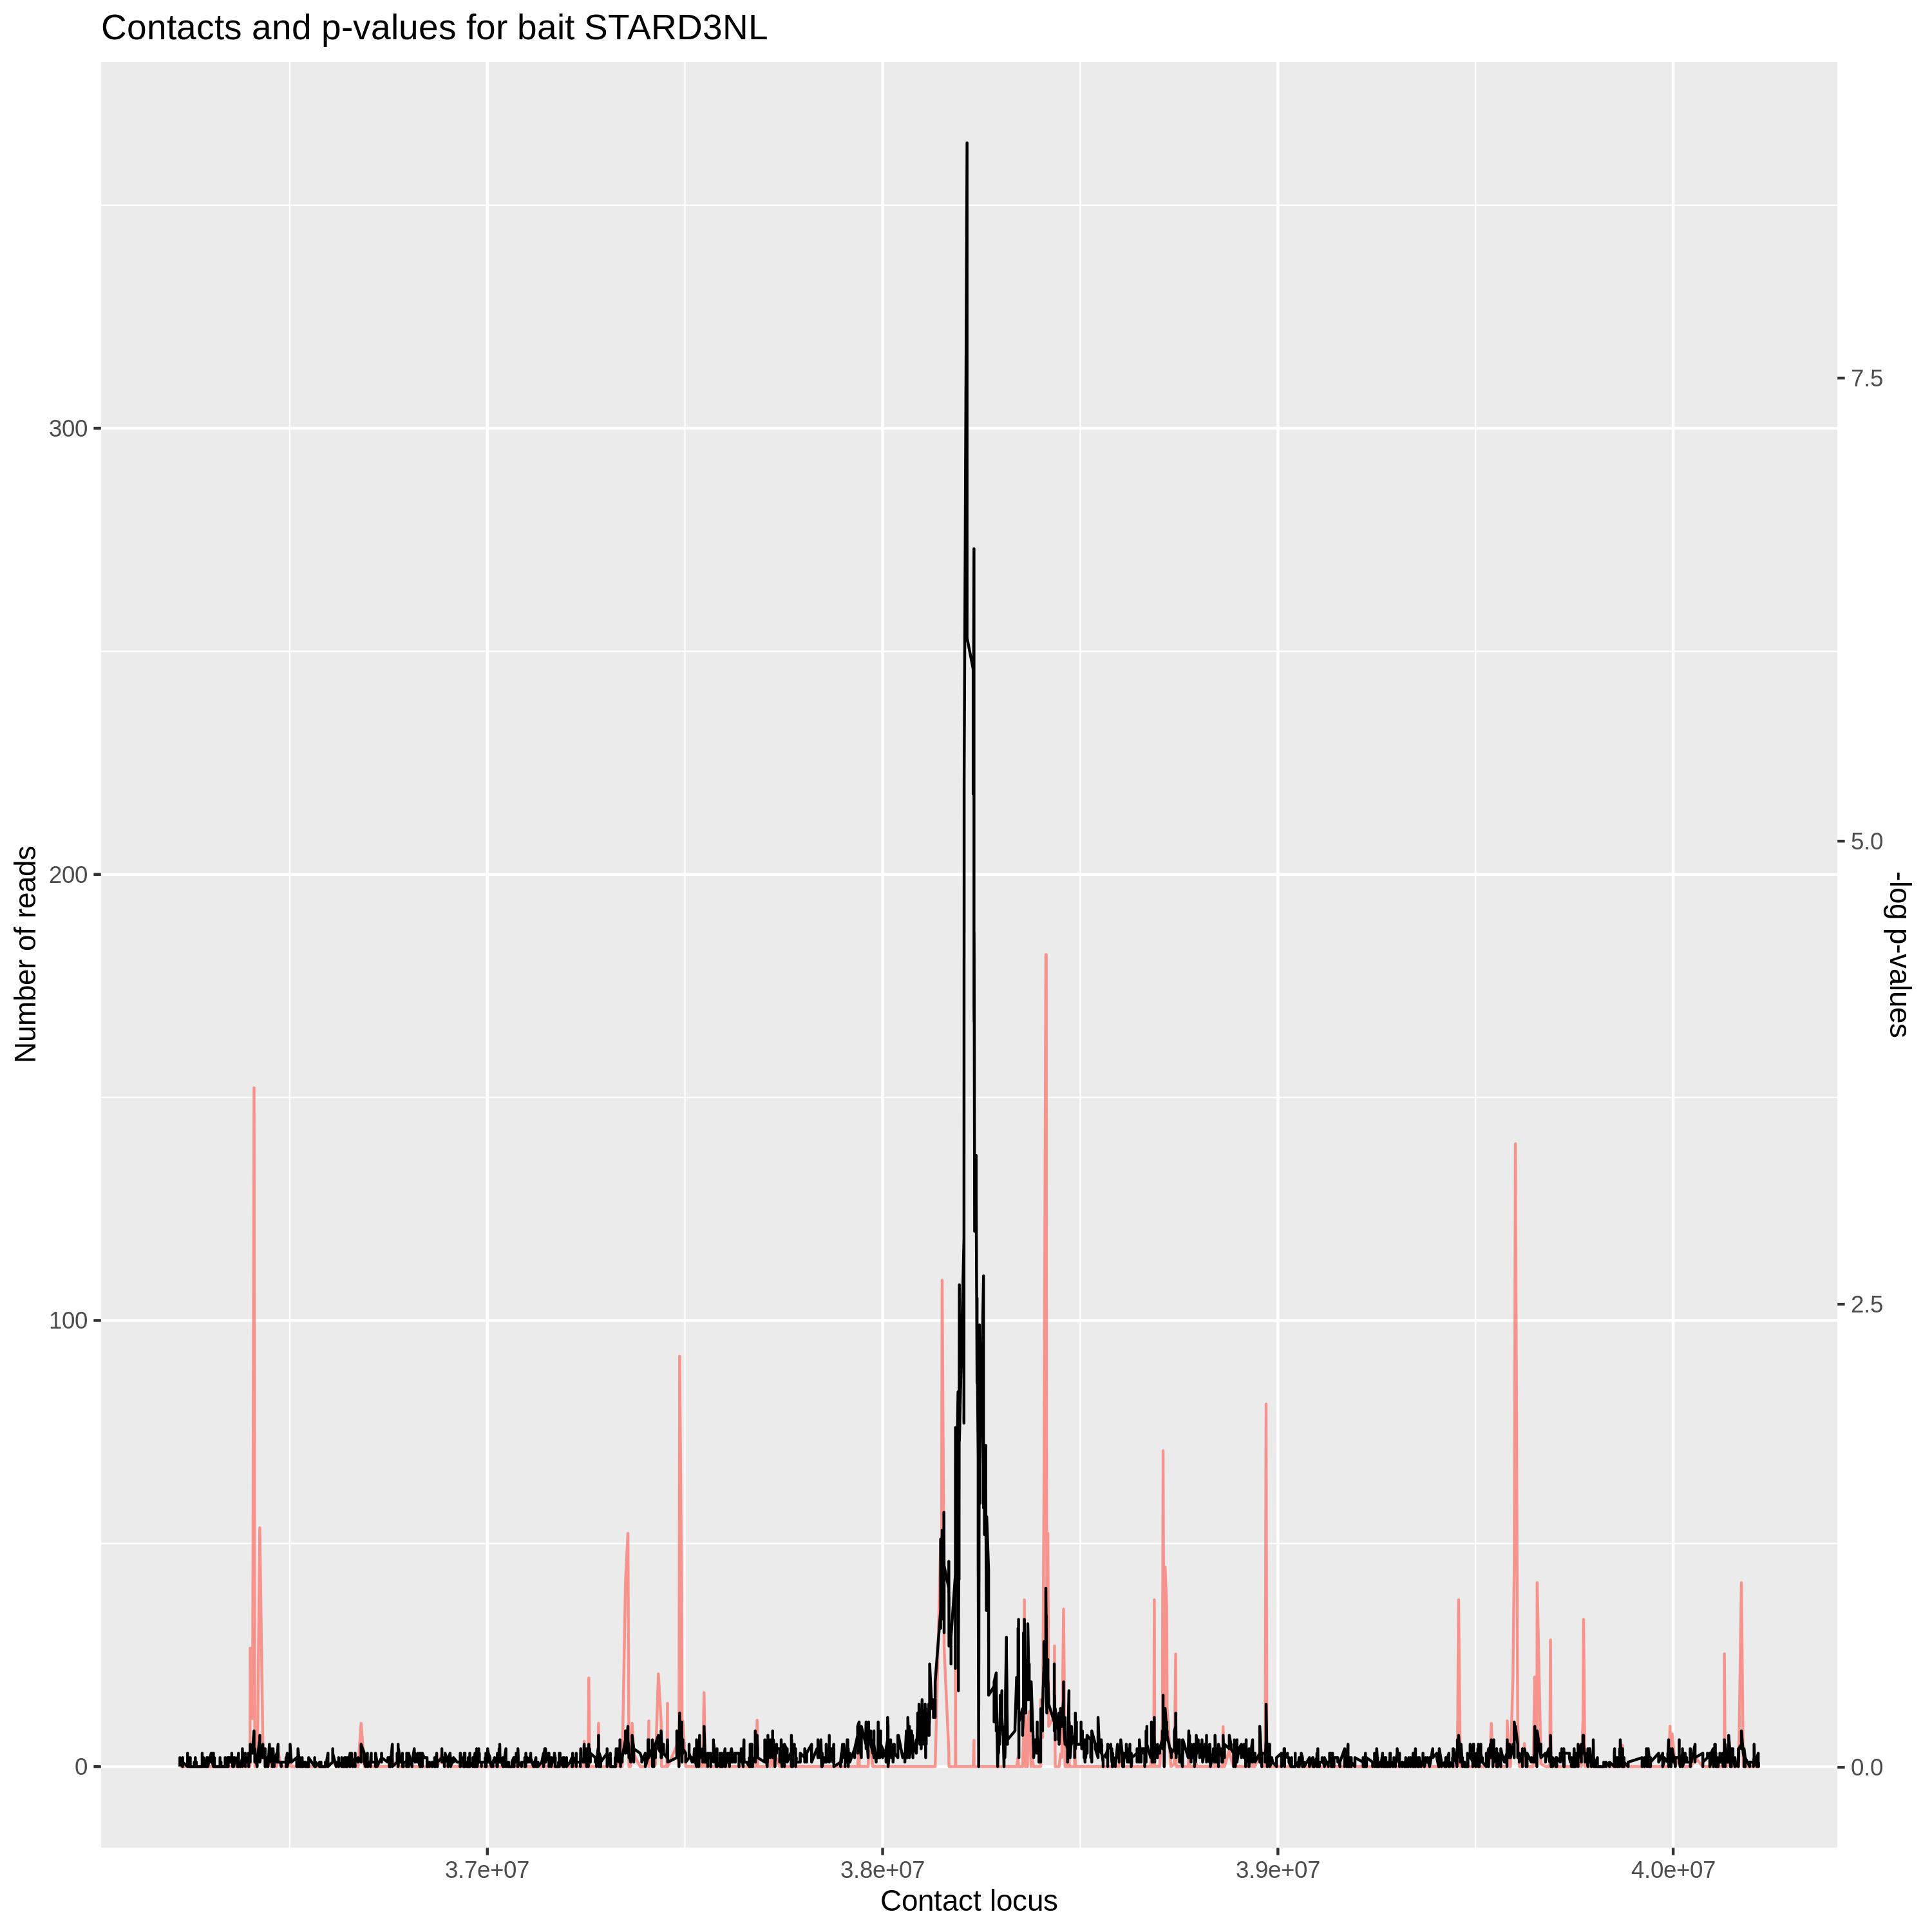 Contacts and p-values for bait STARD3NL
Number of reads
300
200
100
0
7.5
5.0
2.5
0.0
-log p-values
3.7e+07 3.8e+07 3.9e+07 4.0e+07
Contact locus